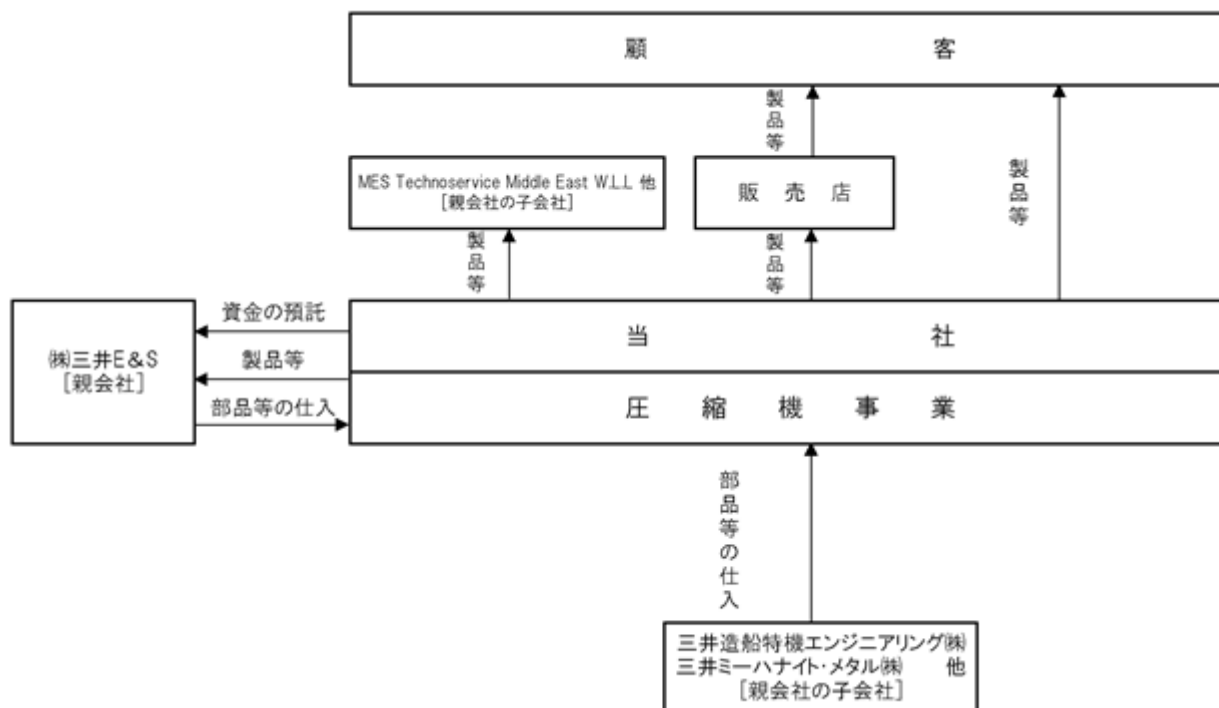 顧客
製品等
MES Technoservice Middle East W.L.L 他
[親会社の子会社]
販売店
製品等
製品等
製品等
資金の預託
当社
㈱三井E&S
[親会社]
製品等
圧縮機事業
部品等の仕入
部品等の仕入
三井造船特機エンジニアリング㈱
三井ミーハナイト・メタル㈱ 他
[親会社の子会社]